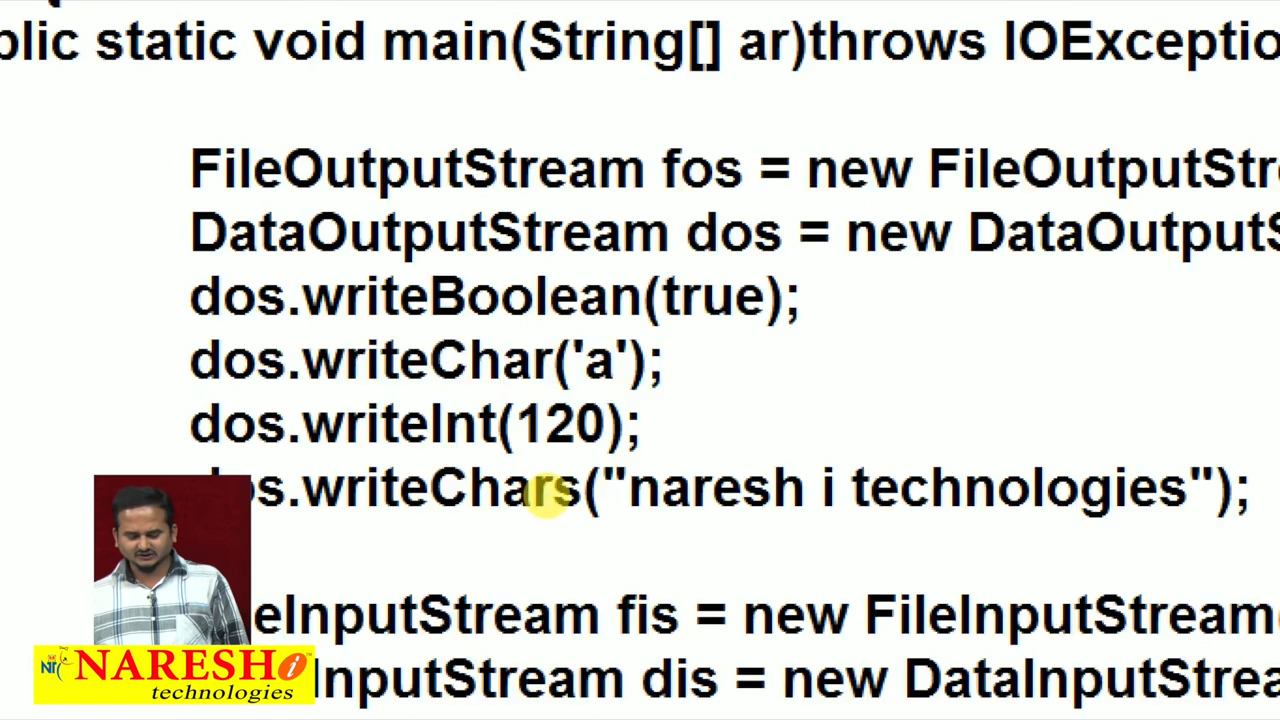 plic static void main(String[] ar)throws IOExceptio
FileOutputStream fos = new FileOutputStre
DataOutputStream dos = new DataOutputS
dos.writeBoolean(true);
dos.writeChar('a');
dos.writeInt(120);
os.writeChars("naresh i technologies");
eInputStream fis = new FileInputStream(
InputStream dis = new DataInputStrea
NARESH i
technologies